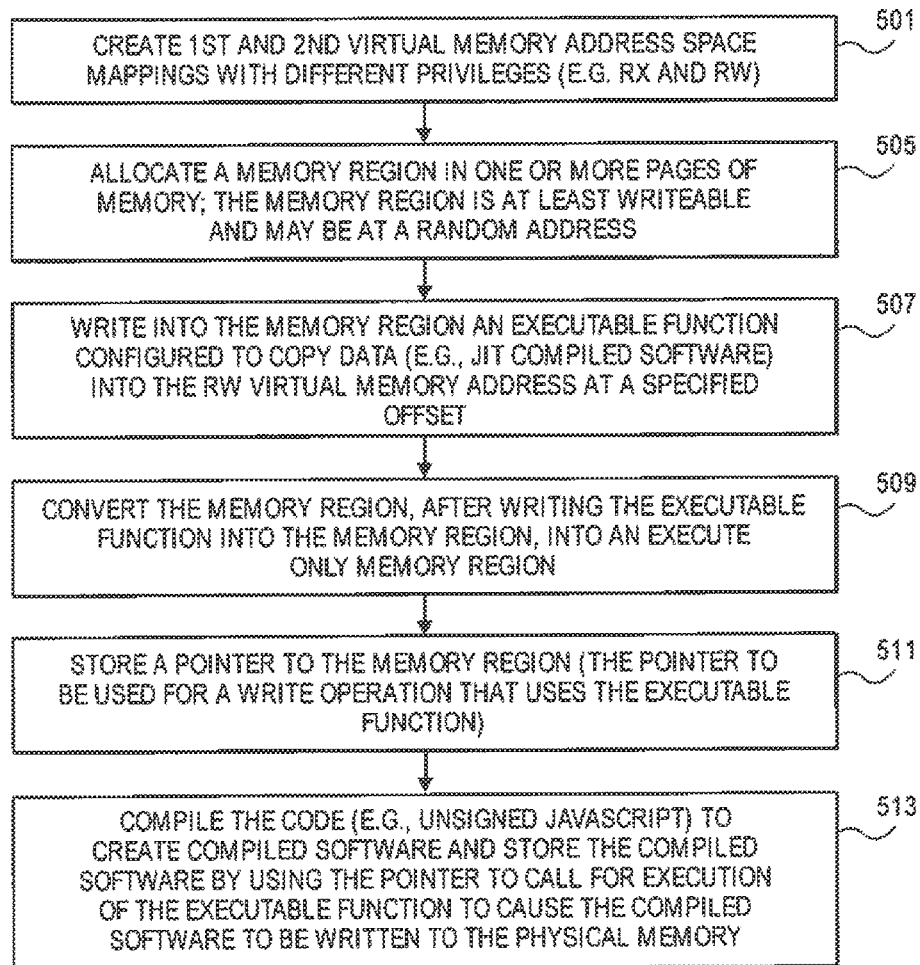 501
CREATE 1ST AND 2ND VIRTUAL MEMORY ADDRESS SPACE
MAPPINGS WITH DIFFERENT PRIVILEGES (E.G. RX AND RW)
505
ALLOCATE A MEMORY REGION IN ONE OR MORE PAGES OF
MEMORY; THE MEMORY REGION IS AT LEAST WRITEABLE
AND MAY BE AT A RANDOM ADDRESS
507
WRITE INTO THE MEMORY REGION AN EXECUTABLE FUNCTION
CONFIGURED TO COPY DATA (E.G., JIT COMPILED SOFTWARE)
INTO THE RW VIRTUAL MEMORY ADDRESS AT A SPECIFIED
OFFSET
509
CONVERT THE MEMORY REGION, AFTER WRITING THE EXECUTABLE
FUNCTION INTO THE MEMORY REGION, INTO AN EXECUTE
ONLY MEMORY REGION
511
STORE A POINTER TO THE MEMORY REGION (THE POINTER TO
BE USED FOR A WRITE OPERATION THAT USES THE EXECUTABLE
FUNCTION)
513
COMPILE THE CODE (E.G., UNSIGNED JAVASCRIPT) TO
CREATE COMPILED SOFTWARE AND STORE THE COMPILED
SOFTWARE BY USING THE POINTER TO CALL FOR EXECUTION
OF THE EXECUTABLE FUNCTION TO CAUSE THE COMPILED
SOFTWARE TO BE WRITTEN TO THE PHYSICAL MEMORY